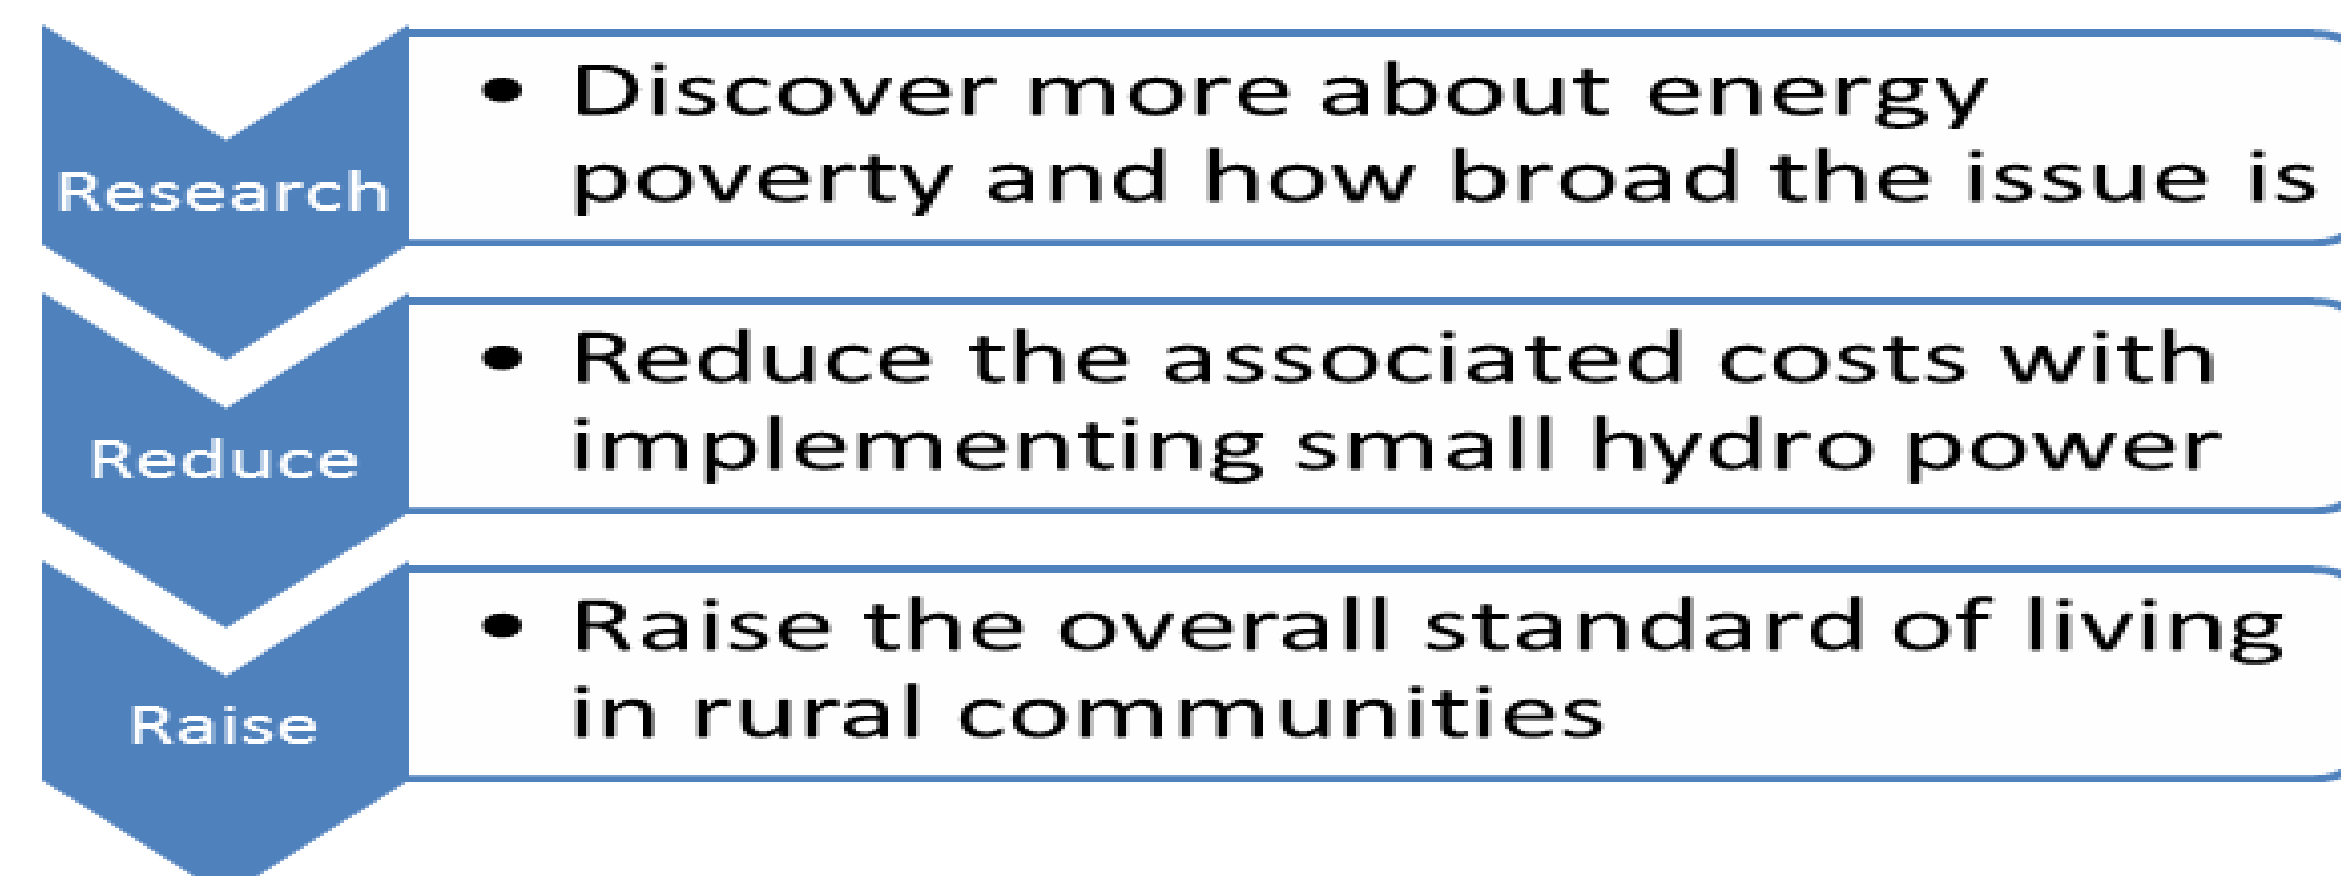 Research
• Discover more about energy
poverty and how broad the issue is
Reduce
• Reduce the associated costs with
implementing small hydro power
Raise
• Raise the overall standard of living
in rural communities